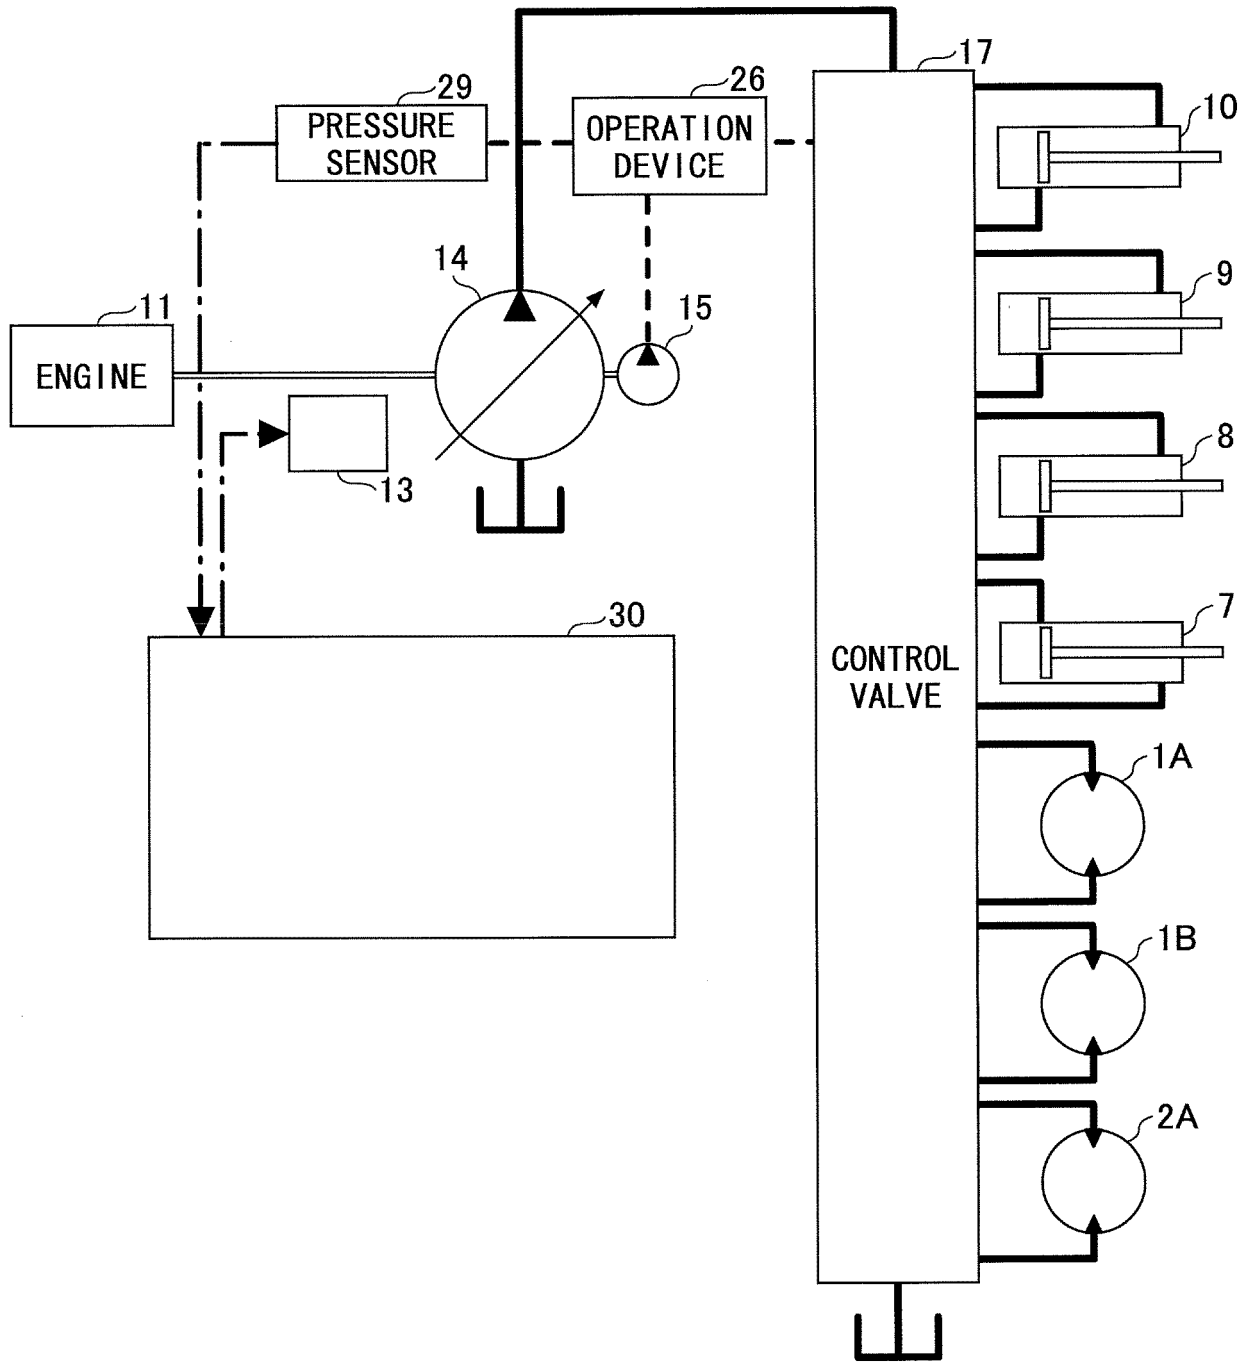 17
29
26
10
PRESSURE
SENSOR
OPERATION
DEVICE
14
9
11
15
ENGINE
8
13
30
7
CONTROL
VALVE
1A
1B
2A